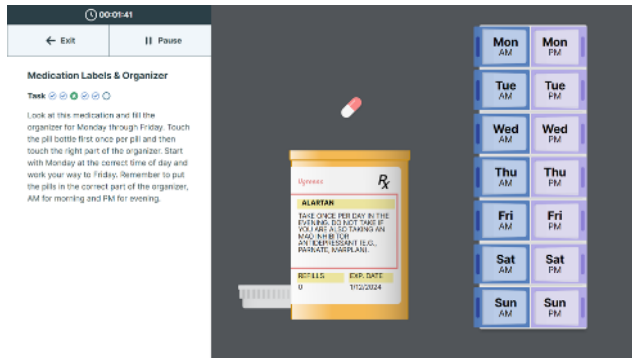 00:01:41
← Exit
Pause
Medication Labels & Organizer
Task
Look at this medication and fill the
organizer for Monday through Friday. Touch
the pill bottle first once per pill and then
touch the right part of the organizer. Start
with Monday at the correct time of day and
work your way to Friday. Remember to put
the pills in the correct part of the organizer,
AM for morning and PM for evening.
Rx
ALARTAN
TAKE ONCE PER DAY IN THE
EVENING. DO NOT TAKE IF
YOU ARE ALSO TAKING AN
MAO INHIBITOR
ANTIDEPRESSANT (E.G.,
PARNATE, MARPLAN).
REFILLS EXP. DATE
0 1/12/2024
Mon Mon
AM PM
Tue Tue
AM PM
Wed Wed
AM PM
Thu Thu
AM PM
Fri Fri
AM PM
Sat Sat
AM PM
Sun Sun
AM PM